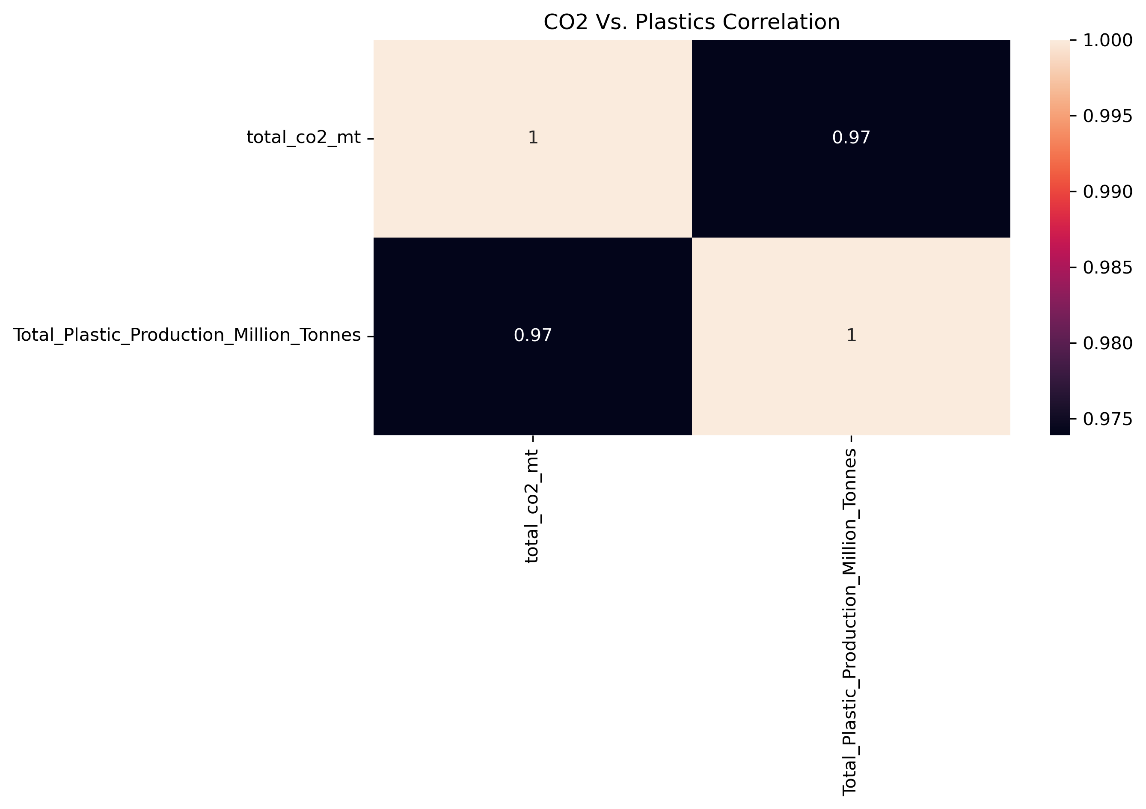 CO2 Vs. Plastics Correlation
total_co2_mt
1
0.97
Total_Plastic_Production_Million_Tonnes
0.97
1
total_co2_mt
Total_Plastic_Production_Million_Tonnes
1.000
0.995
0.990
0.985
0.980
0.975